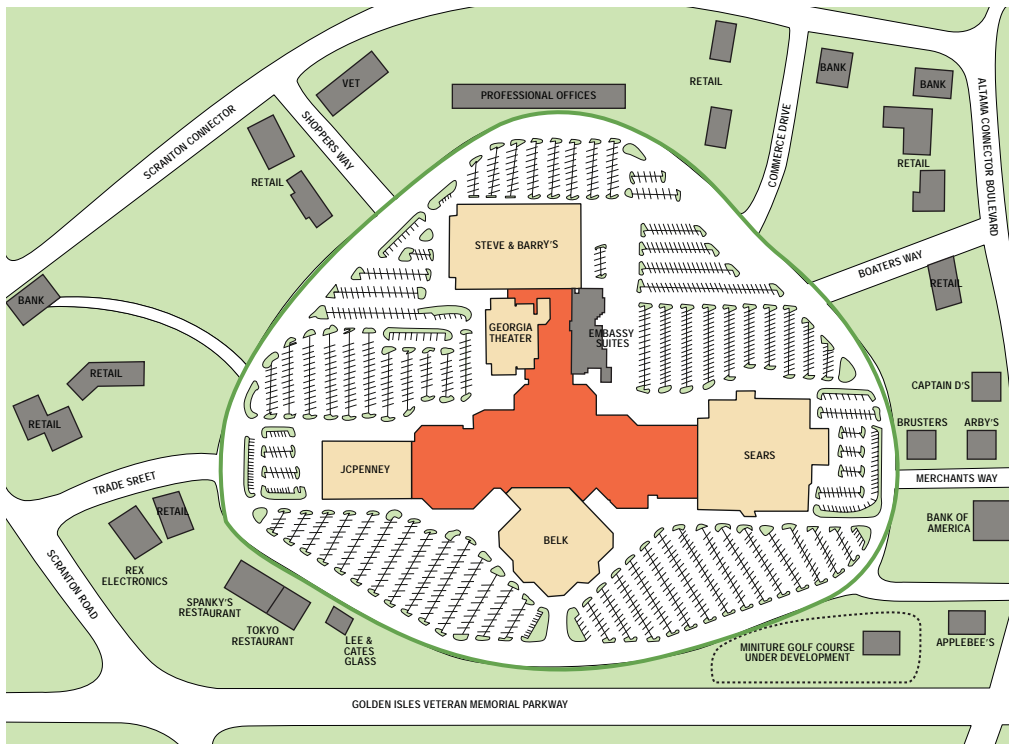 VET
PROFESSIONAL OFFICES
RETAIL
BANK
BANK
SCRANTON CONNECTOR
SHOPPERS WAY
COMMERCE DRIVE
ALTAMA CONNECTOR BOULEVARD
RETAIL
RETAIL
STEVE & BARRY'S
BOATERS WAY
RETAIL
BANK
GEORGIA
THEATER
EMBASSY
SUITES
RETAIL
CAPTAIN D'S
RETAIL
BRUSTERS
ARBY'S
JCPENNEY
SEARS
TRADE SREET
MERCHANTS WAY
RETAIL
BANK OF
AMERICA
BELK
SCRANTON ROAD
REX
ELECTRONICS
SPANKY'S
RESTAURANT
TOKYO
RESTAURANT
LEE &
CATES
GLASS
MINITURE GOLF COURSE
UNDER DEVELOPMENT
APPLEBEE'S
GOLDEN ISLES VETERAN MEMORIAL PARKWAY